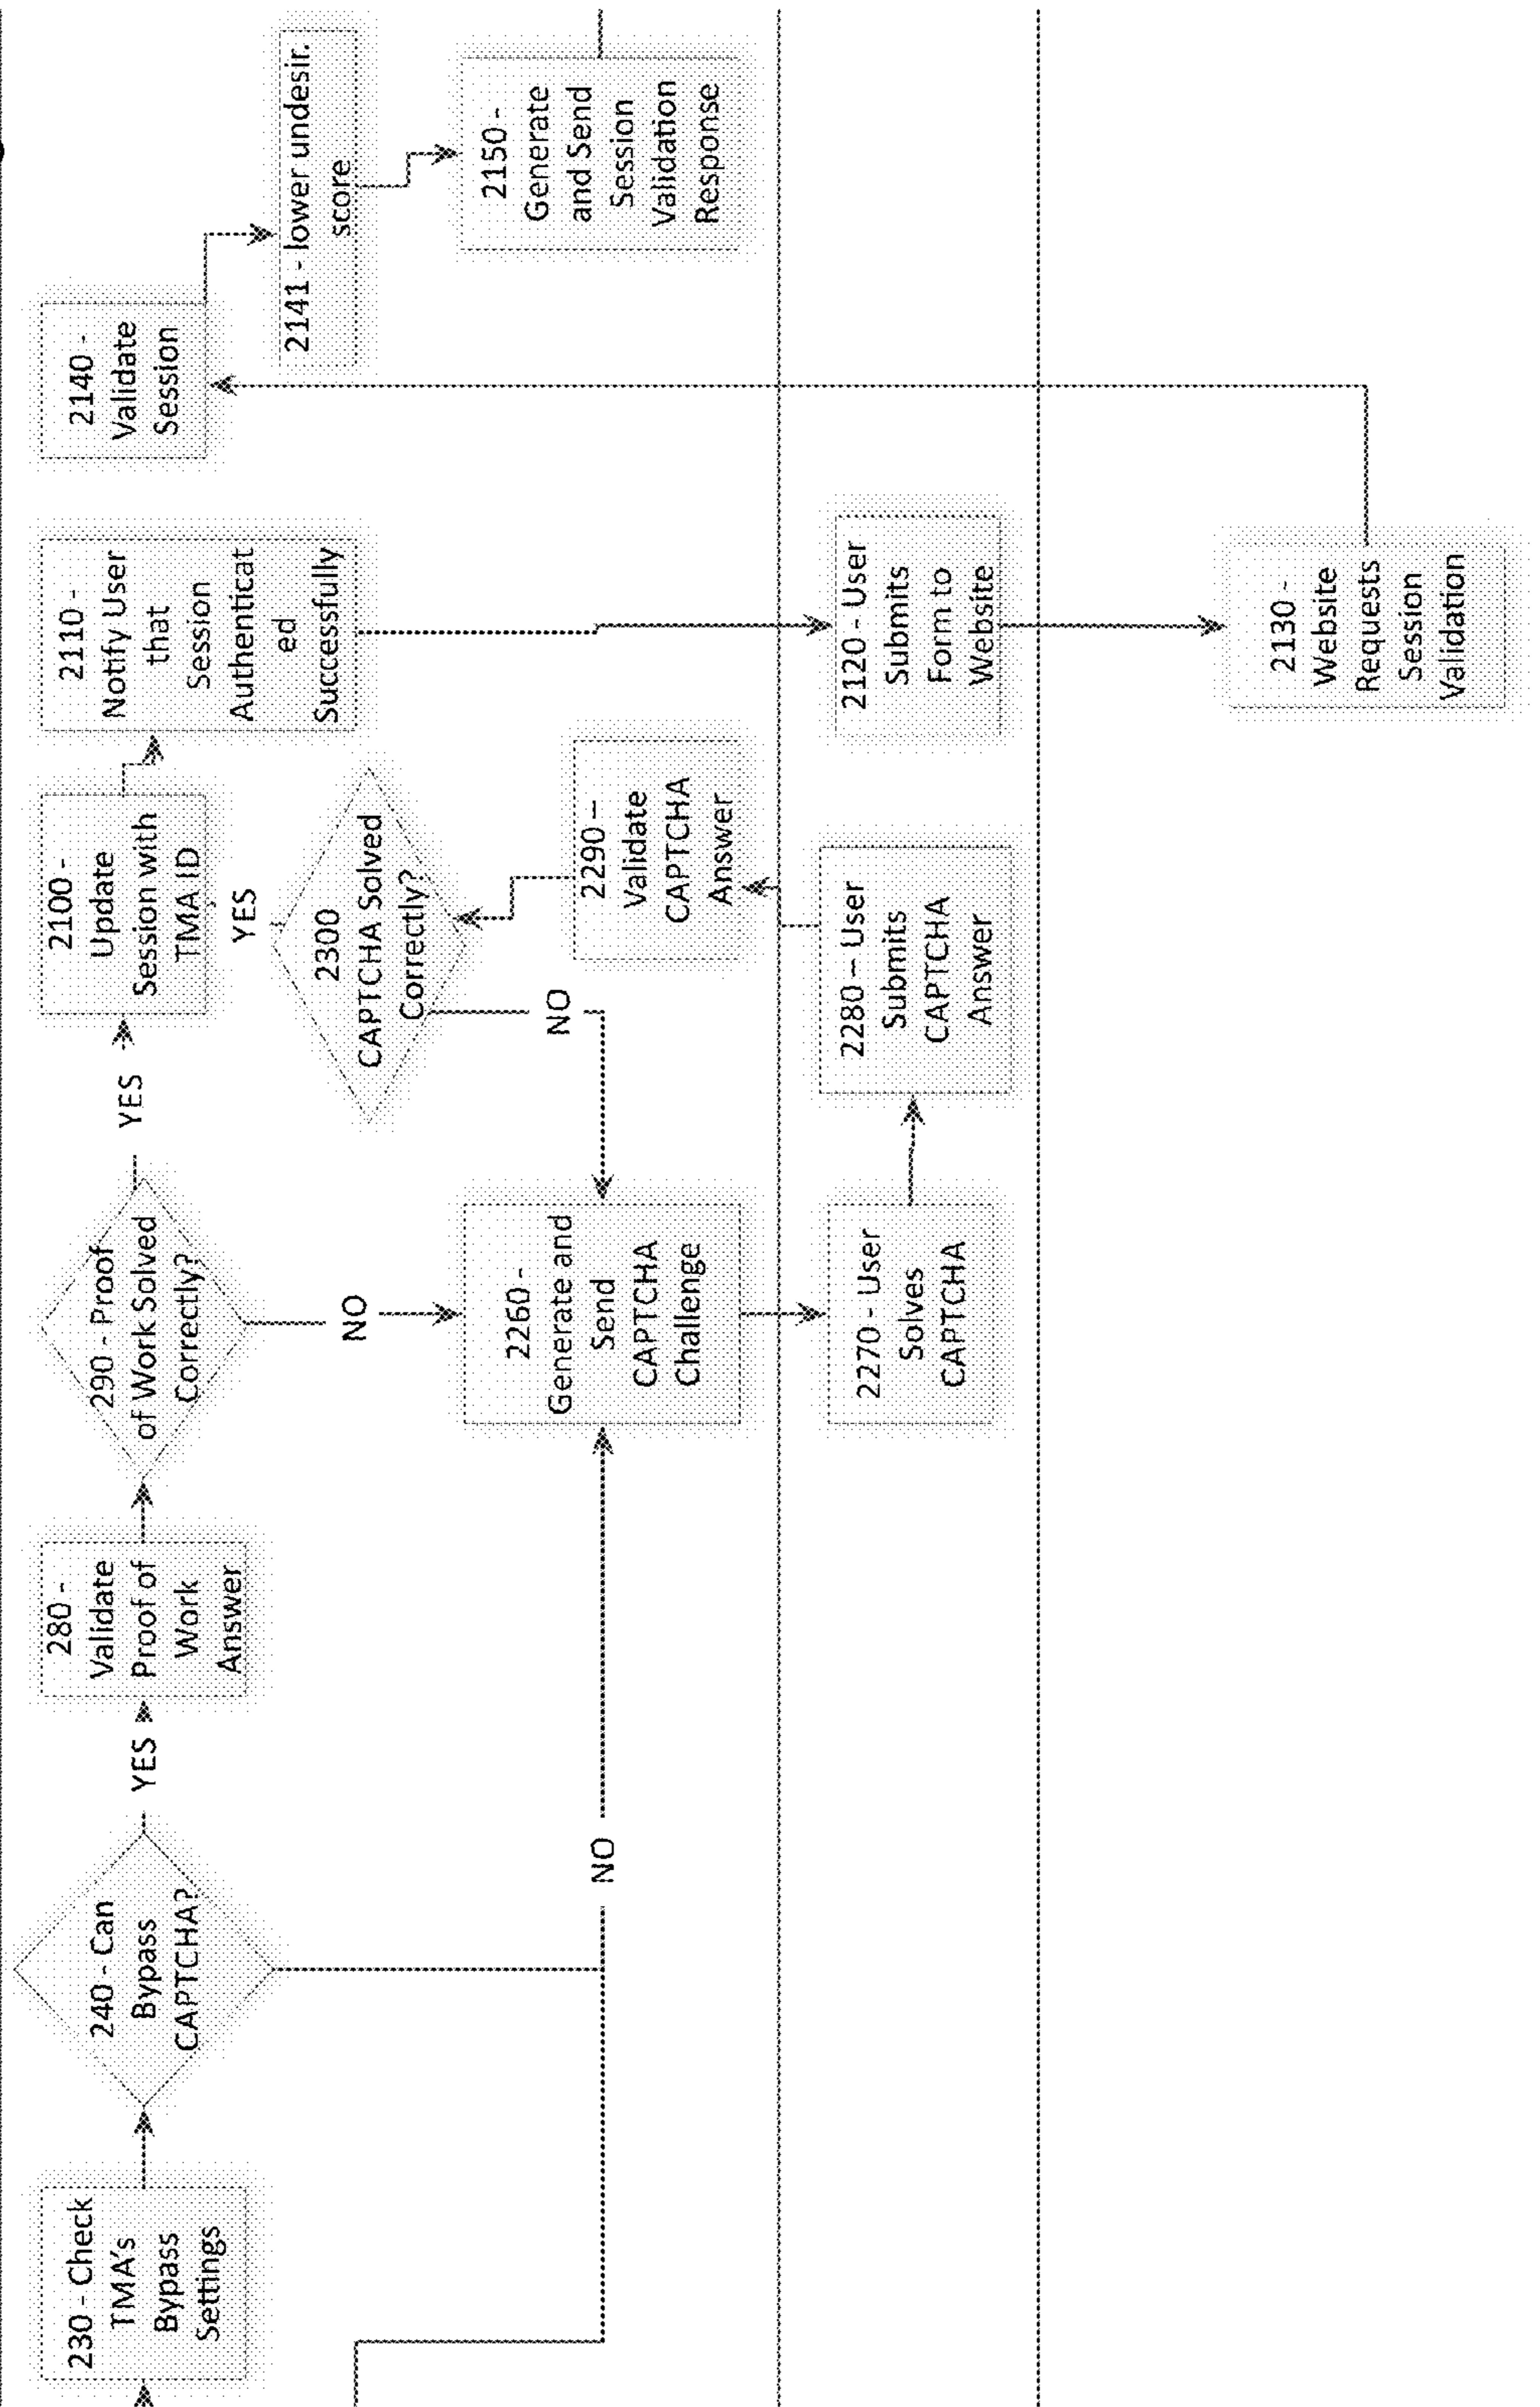 230 - Check
TMA's
Bypass
Settings
240 - Can
Bypass
CAPTCHA?
YES
280 -
Validate
Proof of
Work
Answer
290 - Proof
of Work Solved
Correctly?
YES
2100 -
Update
Session with
TMA ID
2110 -
Notify User
that
Session
Authenticat
ed
Successfully
2140 -
Validate
Session
2141 - lower undesir.
score
2150 -
Generate
and Send
Session
Validation
Response
YES
2300
CAPTCHA Solved
Correctly?
NO
NO
NO
2260 -
Generate and
Send
CAPTCHA
Challenge
2290 –
Validate
CAPTCHA
Answer
2270 - User
Solves
CAPTCHA
2280 – User
Submits
CAPTCHA
Answer
2120 - User
Submits
Form to
Website
2130 -
Website
Requests
Session
Validation